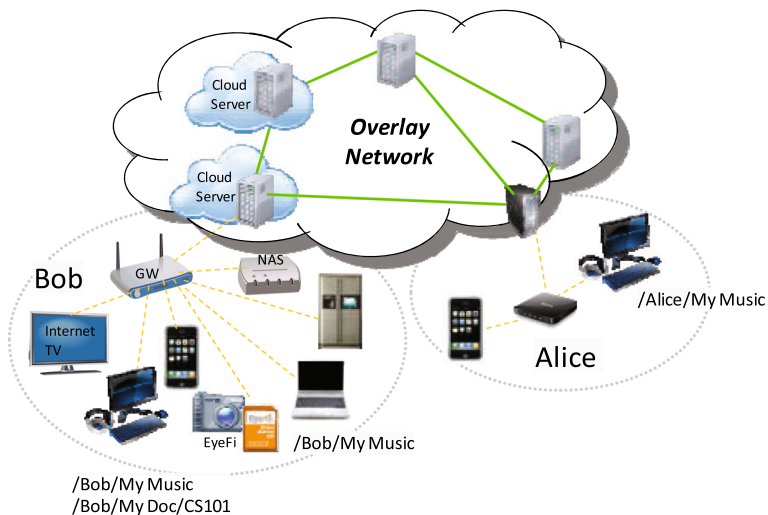 Cloud
Server
Overlay
Network
Cloud
Server
Bob
GW
NAS
Internet
TV
EyeFi
/Bob/My Music
/Bob/My Music
/Bob/My Doc/CS101
/Alice/My Music
Alice